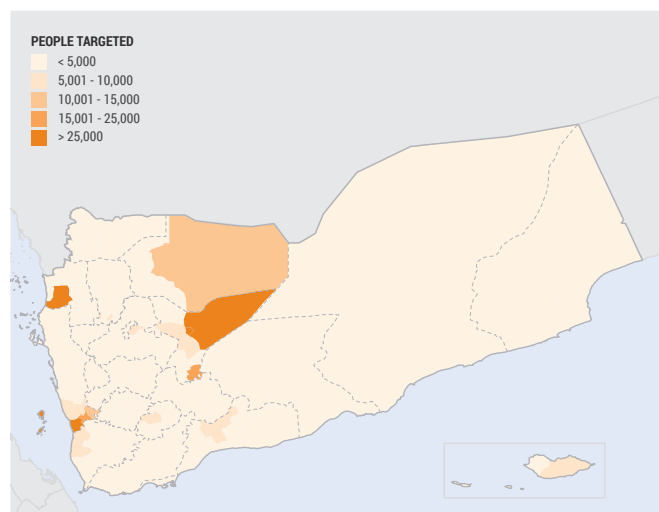 PEOPLE TARGETED
< 5,000
5,001 - 10,000
10,001 - 15,000
15,001 - 25,000
> 25,000